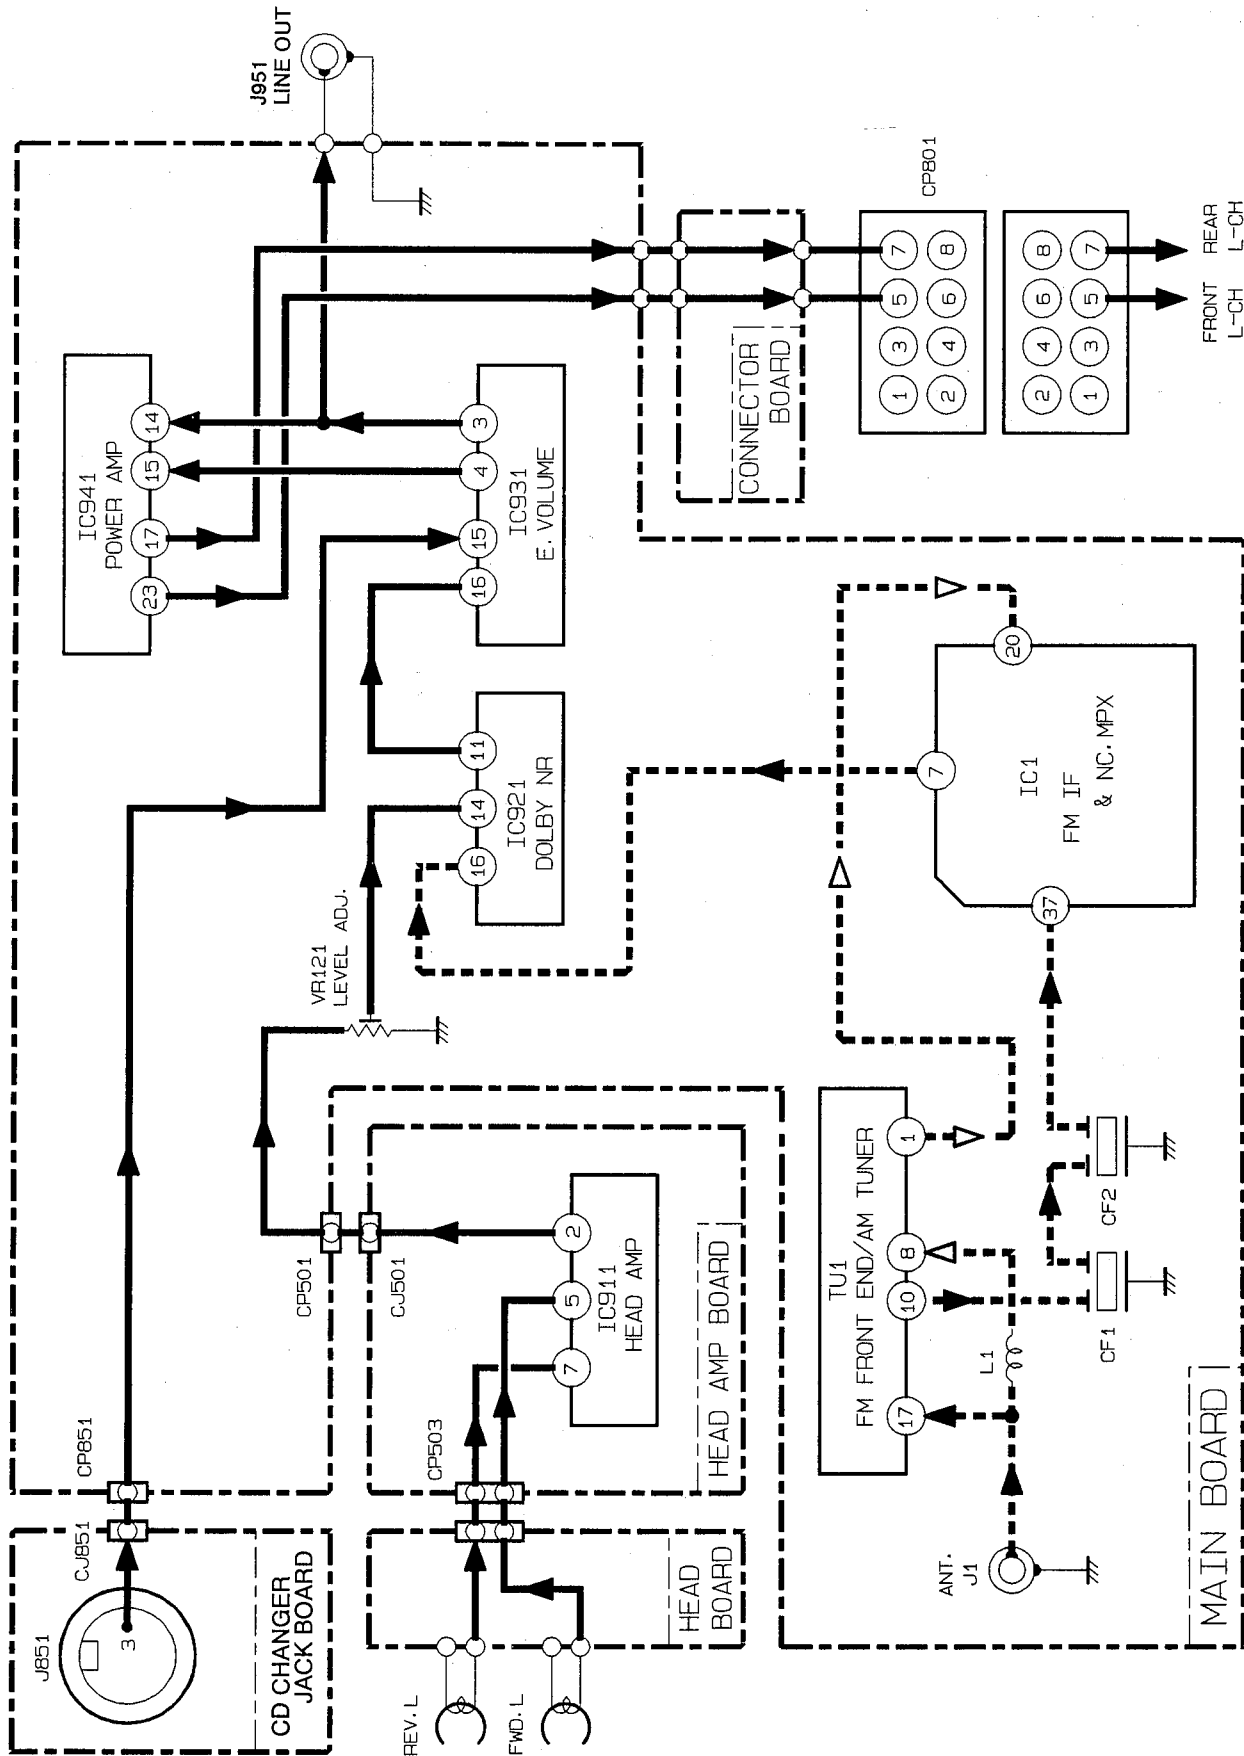 J851
3
CJ851
CP851
CD CHANGER
JACK BOARD
REV. L
FWD. L
HEAD
BOARD
CP503
7
5
2
IC911
HEAD AMP
HEAD AMP BOARD
CJ501
CP501
VR121
LEVEL ADJ.
16
14
11
IC921
DOLBY NR
16
15
4
3
IC931
E. VOLUME
IC941
POWER AMP
23
17
15
14
J951
LINE OUT
ANT.
J1
L1
TU1
FM FRONT END/AM TUNER
17
10
8
1
CF1
CF2
37
7
20
IC1
FM IF
& NC. MPX
MAIN BOARD
CONNECTOR
BOARD
CP801
1
3
5
7
2
4
6
8
2
4
6
8
1
3
5
7
FRONT
L-CH
REAR
L-CH